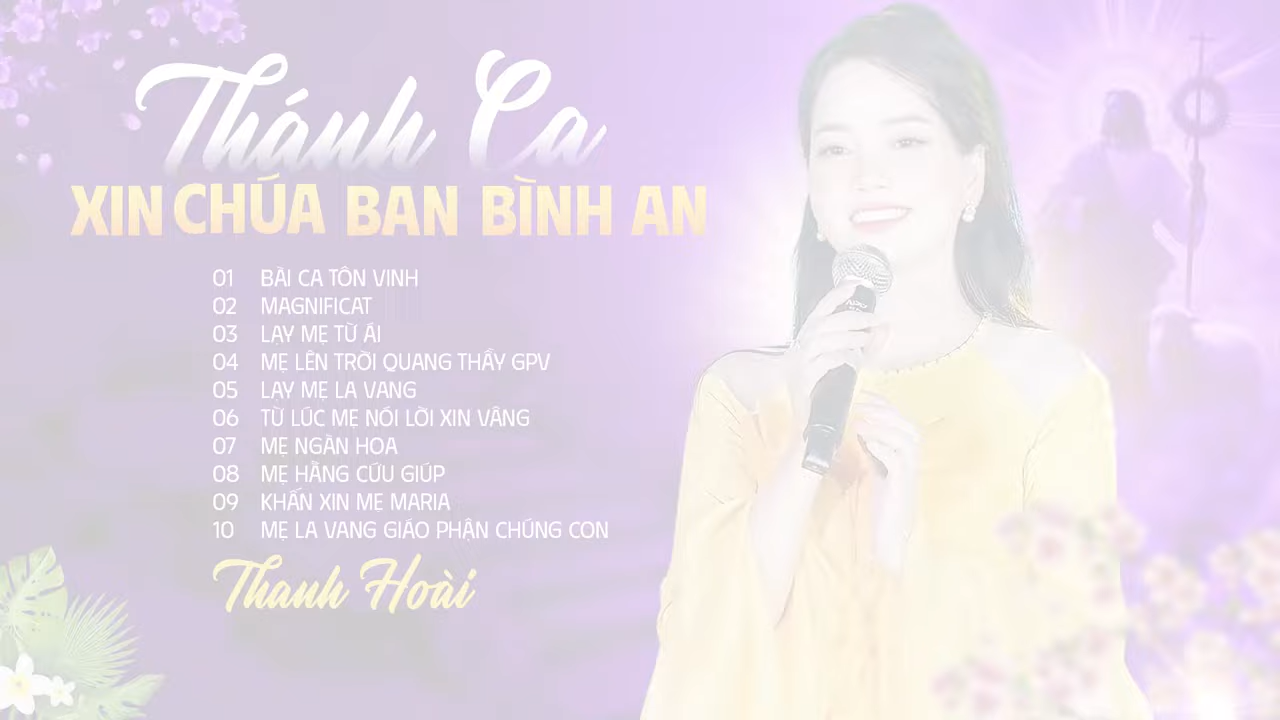 Thánh Ca
XIN CHÚA BAN BÌNH AN
01 BÀI CA TÔN VINH
02 MAGNIFICAT
03 LẠY MẸ TỪ ÁI
04 MẸ LÊN TRỜI QUANG THẦY GPV
05 LẠY MẸ LA VANG
06 TỪ LÚC MẸ NÓI LỜI XIN VÂNG
07 MẸ NGÀN HOA
08 MẸ HẰNG CỨU GIÚP
09 KHẤN XIN MẸ MARIA
10 MẸ LA VANG GIÁO PHẬN CHÚNG CON
Thanh Hoài